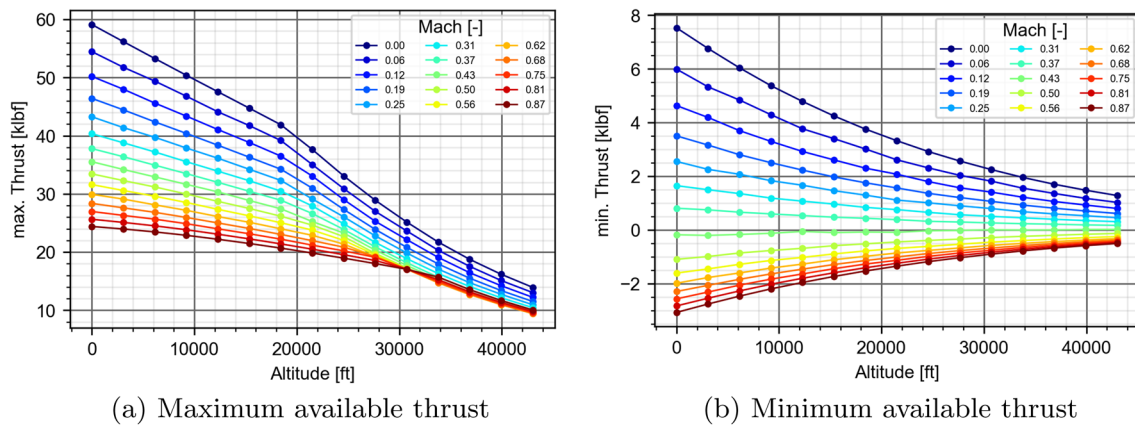 60
50
40
30
20
10
max. Thrust [klbf]
Mach [-]
0.00 0.31 0.62
0.06 0.37 0.68
0.12 0.43 0.75
0.19 0.50 0.81
0.25 0.56 0.87
0 10000 20000 30000 40000
Altitude [ft]
(a) Maximum available thrust
8
6
4
2
0
−2
min. Thrust [klbf]
Mach [-]
0.00 0.31 0.62
0.06 0.37 0.68
0.12 0.43 0.75
0.19 0.50 0.81
0.25 0.56 0.87
0 10000 20000 30000 40000
Altitude [ft]
(b) Minimum available thrust